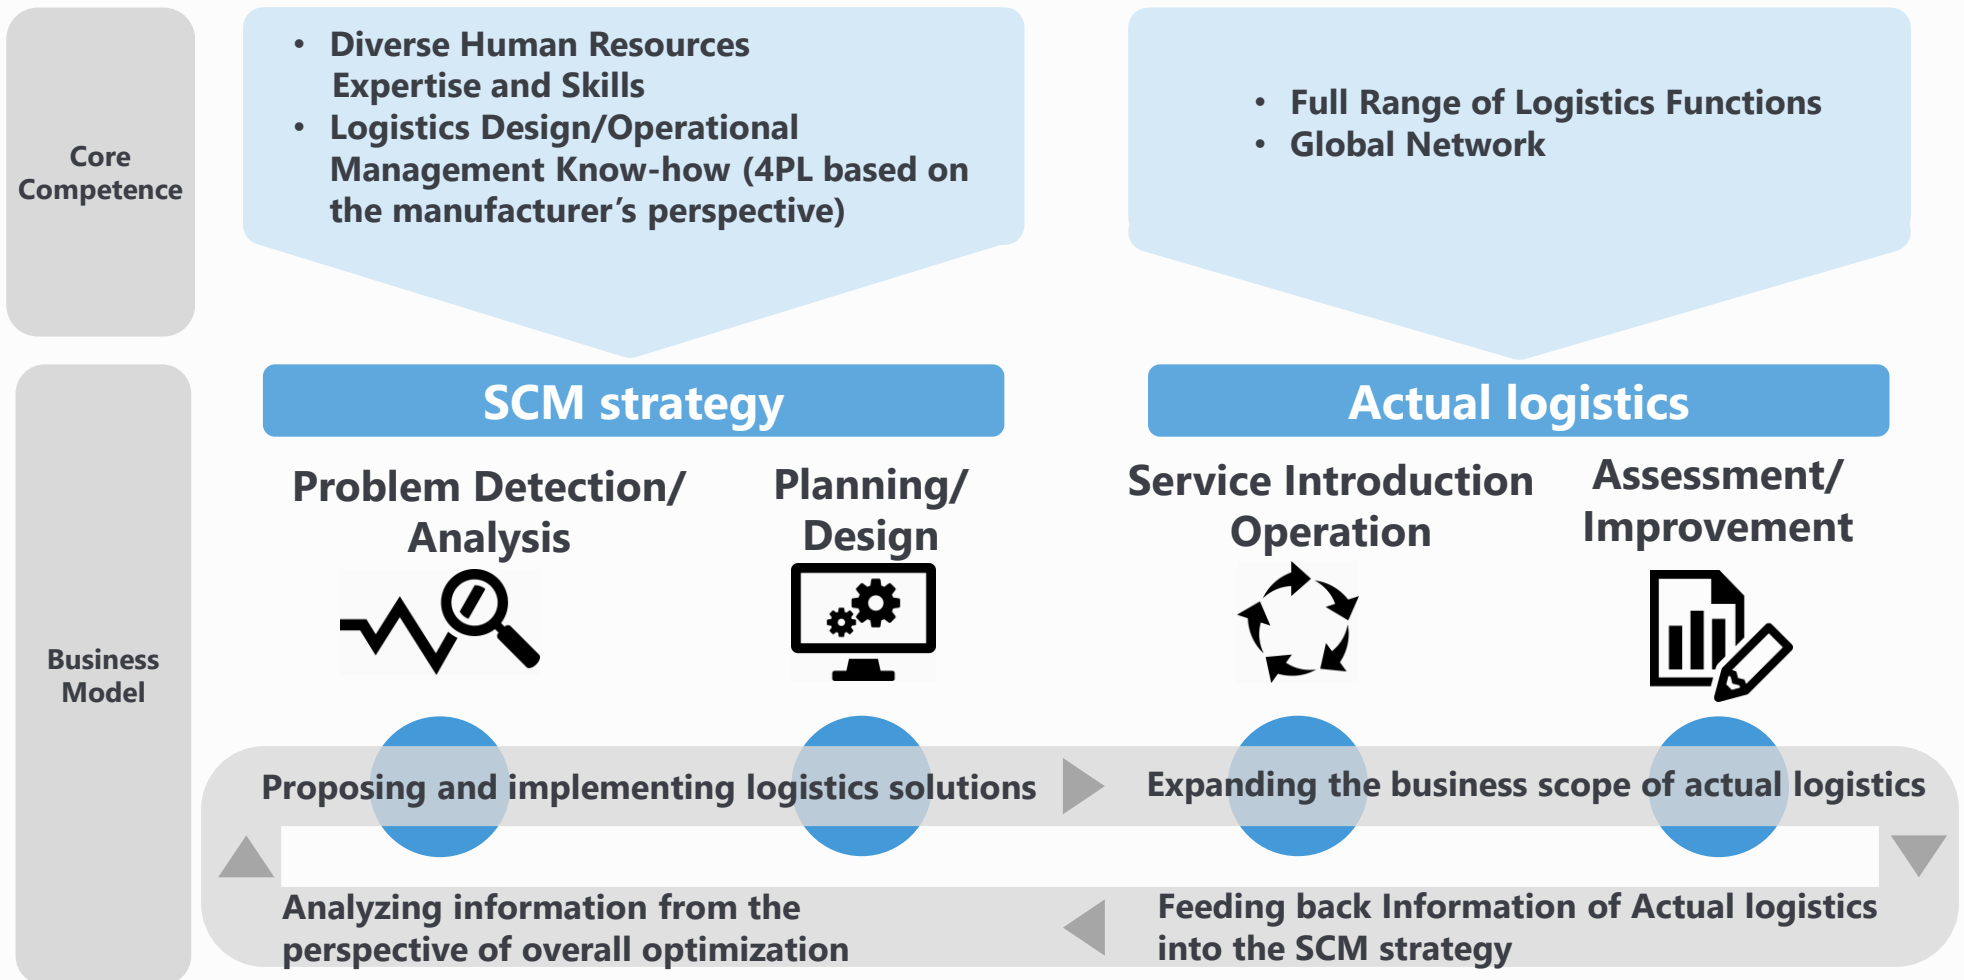 Core
Competence
• Diverse Human Resources
Expertise and Skills
• Logistics Design/Operational
Management Know-how (4PL based on
the manufacturer’s perspective)
• Full Range of Logistics Functions
• Global Network
Business
Model
SCM strategy
Actual logistics
Problem Detection/
Analysis
Planning/
Design
Service Introduction
Operation
Assessment/
Improvement
Proposing and implementing logistics solutions
Expanding the business scope of actual logistics
Analyzing information from the
perspective of overall optimization
Feeding back Information of Actual logistics
into the SCM strategy